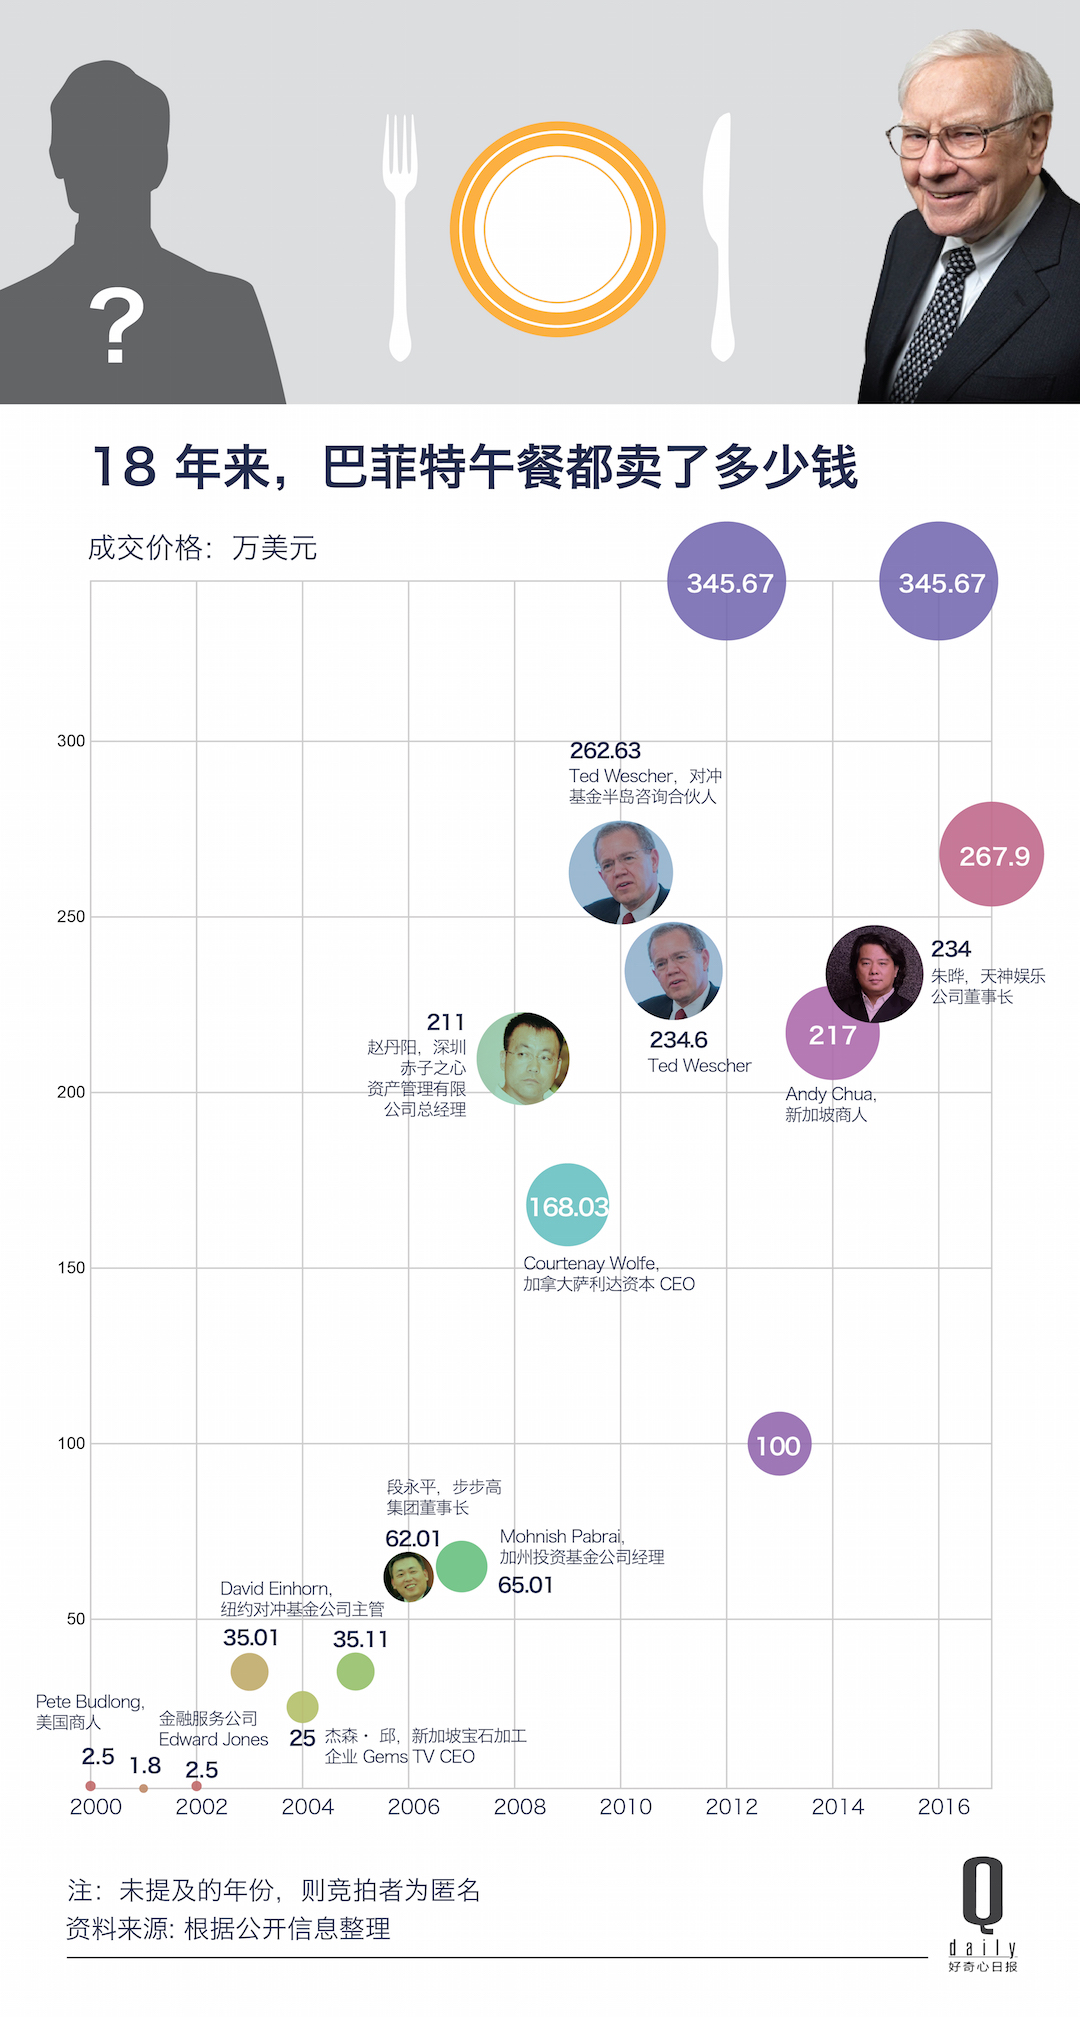 ?
18 年来，巴菲特午餐都卖了多少钱
成交价格：万美元
345.67
345.67
300
262.63
Ted Wescher，对冲
基金半岛咨询合伙人
267.9
250
234
朱晔，天神娱乐
公司董事长
211
赵丹阳，深圳
赤子之心
资产管理有限
公司总经理
234.6
Ted Wescher
217
Andy Chua,
新加坡商人
200
168.03
Courtenay Wolfe,
加拿大萨利达资本 CEO
150
100
100
段永平，步步高
集团董事长
62.01
Mohnish Pabrai,
加州投资基金公司经理
65.01
David Einhorn,
纽约对冲基金公司主管
50
35.01
35.11
Pete Budlong,
美国商人
2.5
1.8
金融服务公司
Edward Jones
2.5
25
杰森· 邱，新加坡宝石加工
企业 Gems TV CEO
2000 2002 2004 2006 2008 2010 2012 2014 2016
注：未提及的年份，则竞拍者为匿名
资料来源: 根据公开信息整理
Q
daily
好奇心日报